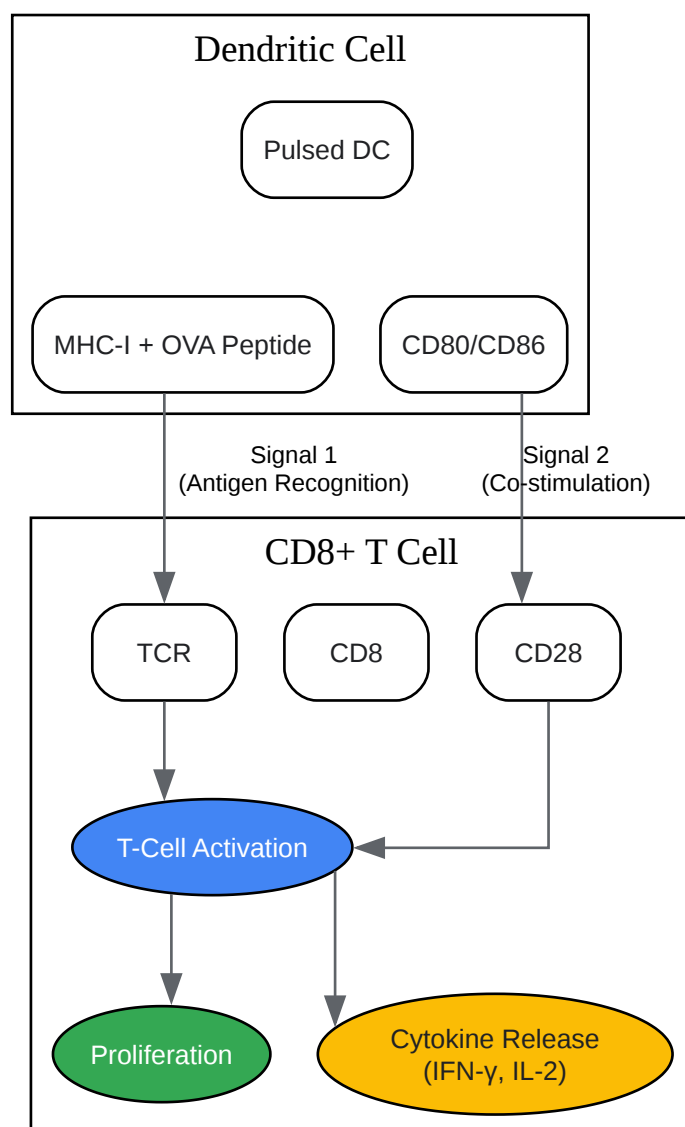 Dendritic Cell
Pulsed DC
MHC-I + OVA Peptide
CD80/CD86
Signal 1
(Antigen Recognition)
Signal 2
(Co-stimulation)
CD8+ T Cell
TCR
CD8
CD28
T-Cell Activation
Proliferation
Cytokine Release
(IFN-γ, IL-2)